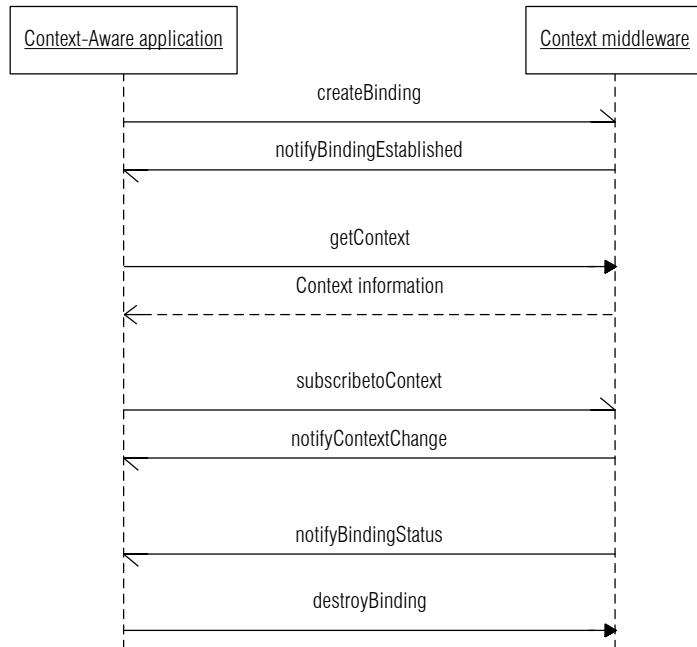 Context-Aware application
Context middleware
createBinding
notifyBindingEstablished
getContext
Context information
subscribetoContext
notifyContextChange
notifyBindingStatus
destroyBinding